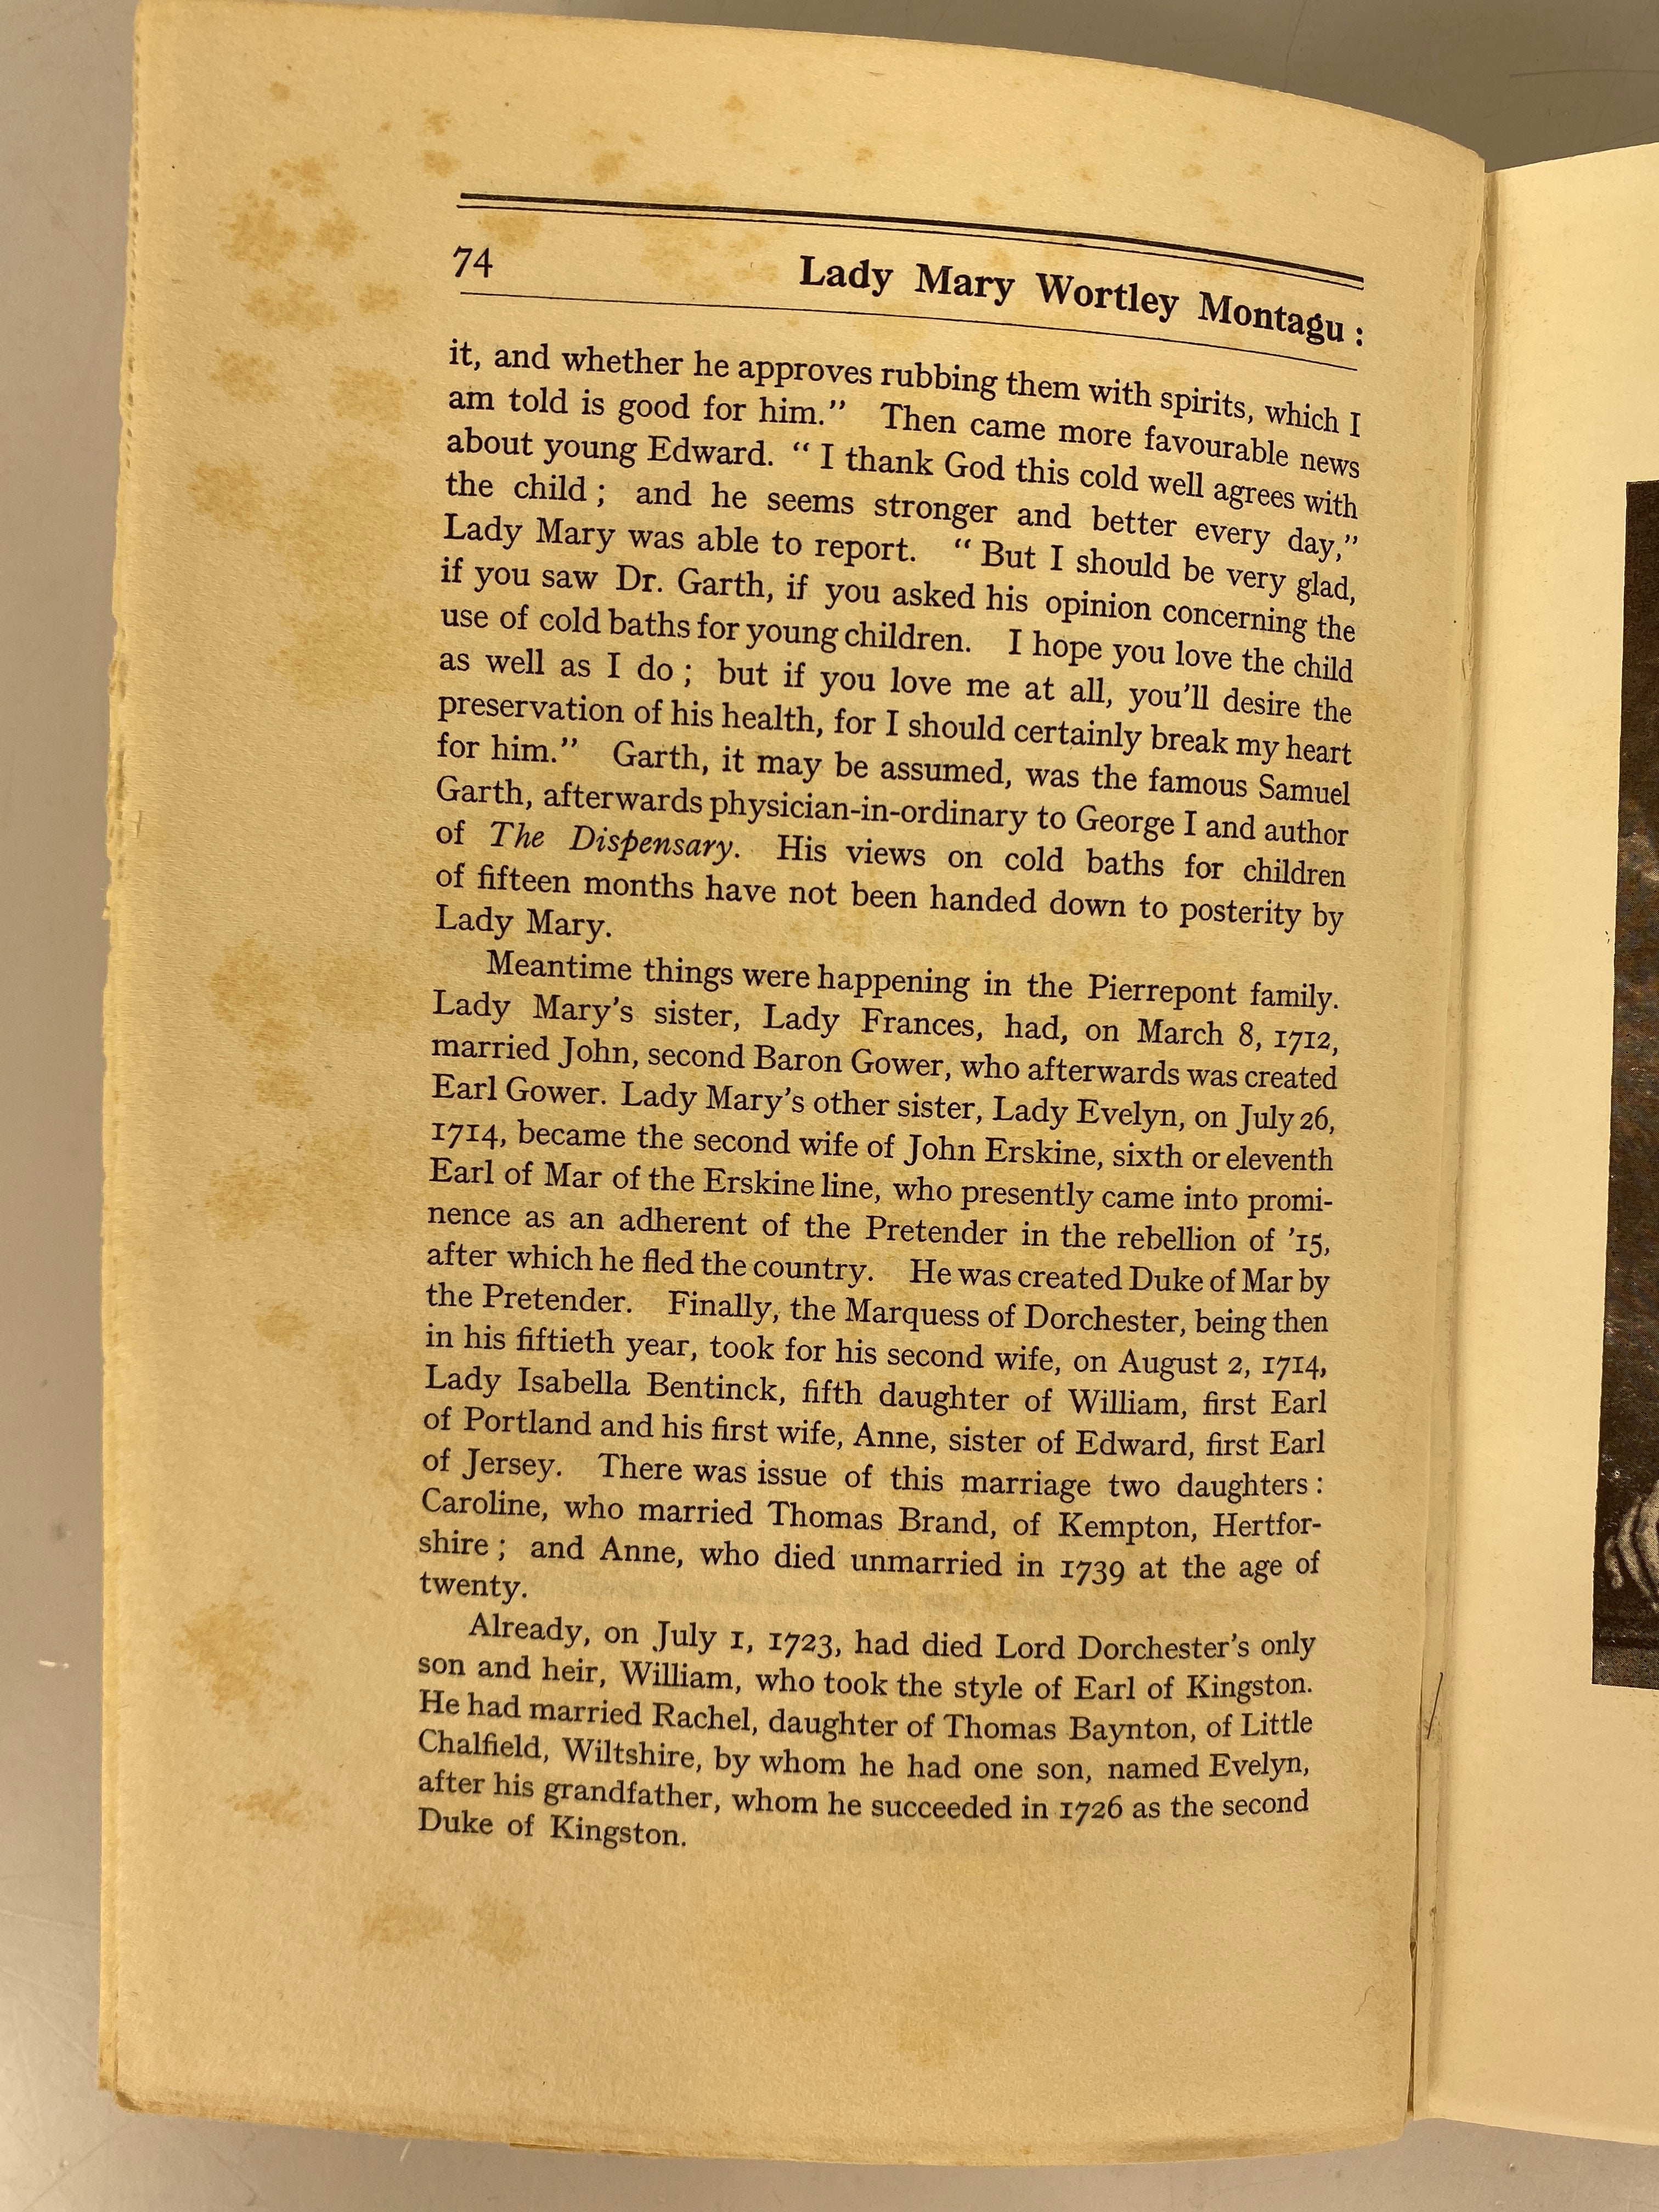 74
Lady Mary Wortley Montagu :
it, and whether he approves rubbing them with spirits, which I
am told is good for him.” Then came more favourable news
about young Edward. “ I thank God this cold well agrees with
the child ; and he seems stronger and better every day,”
Lady Mary was able to report. “ But I should be very glad,
if you saw Dr. Garth, if you asked his opinion concerning the
use of cold baths for young children. I hope you love the child
as well as I do ; but if you love me at all, you’ll desire the
preservation of his health, for I should certainly break my heart
for him.” Garth, it may be assumed, was the famous Samuel
Garth, afterwards physician-in-ordinary to George I and author
of The Dispensary. His views on cold baths for children
of fifteen months have not been handed down to posterity by
Lady Mary.
Meantime things were happening in the Pierrepont family.
Lady Mary’s sister, Lady Frances, had, on March 8, 1712,
married John, second Baron Gower, who afterwards was created
Earl Gower. Lady Mary’s other sister, Lady Evelyn, on July 26,
1714, became the second wife of John Erskine, sixth or eleventh
Earl of Mar of the Erskine line, who presently came into promi-
nence as an adherent of the Pretender in the rebellion of ’15,
after which he fled the country. He was created Duke of Mar by
the Pretender. Finally, the Marquess of Dorchester, being then
in his fiftieth year, took for his second wife, on August 2, 1714,
Lady Isabella Bentinck, fifth daughter of William, first Earl
of Portland and his first wife, Anne, sister of Edward, first Earl
of Jersey. There was issue of this marriage two daughters :
Caroline, who married Thomas Brand, of Kempton, Hertfor-
shire ; and Anne, who died unmarried in 1739 at the age of
twenty.
Already, on July 1, 1723, had died Lord Dorchester’s only
son and heir, William, who took the style of Earl of Kingston.
He had married Rachel, daughter of Thomas Baynton, of Little
Chalfield, Wiltshire, by whom he had one son, named Evelyn,
after his grandfather, whom he succeeded in 1726 as the second
Duke of Kingston.